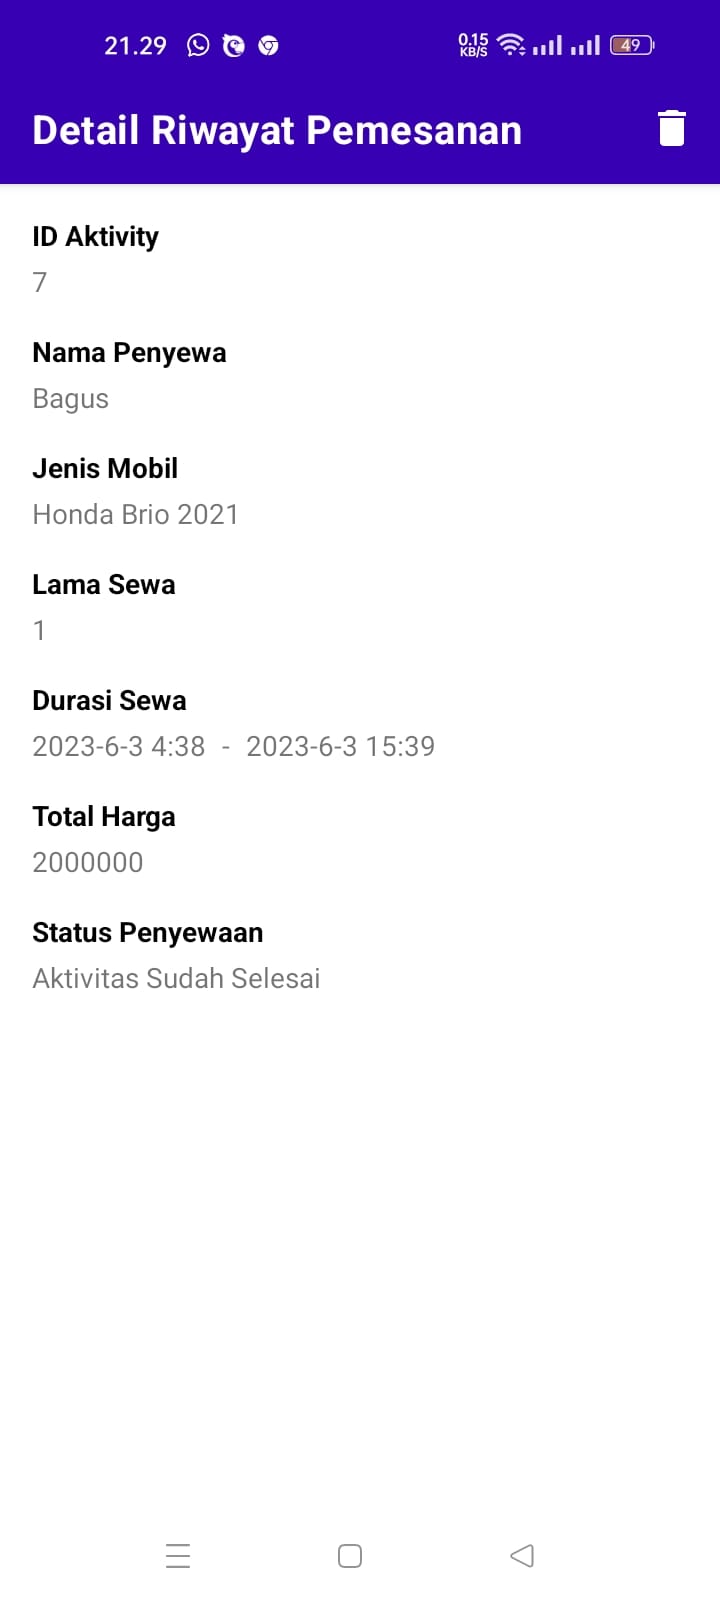 21.29 0.15 KB/S 49
Detail Riwayat Pemesanan
ID Aktivity
7
Nama Penyewa
Bagus
Jenis Mobil
Honda Brio 2021
Lama Sewa
1
Durasi Sewa
2023-6-3 4:38 - 2023-6-3 15:39
Total Harga
2000000
Status Penyewaan
Aktivitas Sudah Selesai